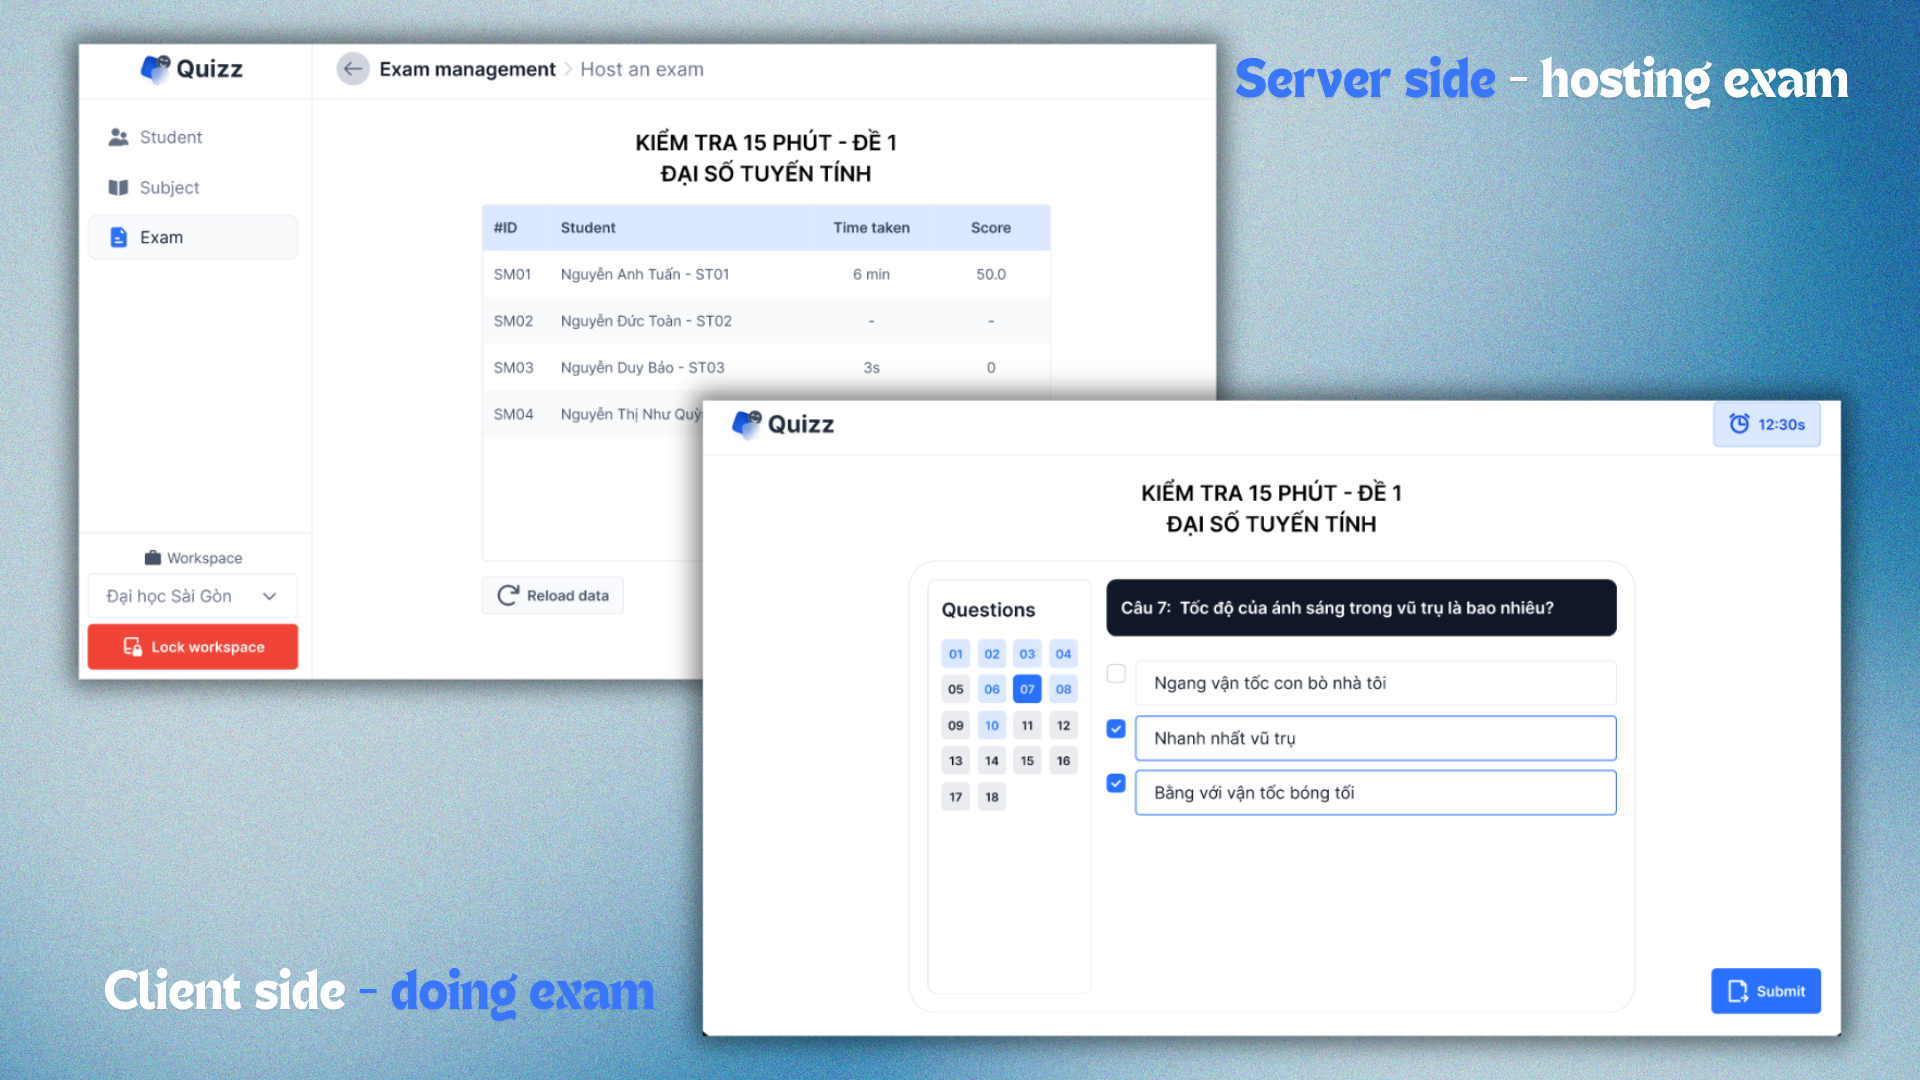 Server side - hosting exam
Quizz
Exam management > Host an exam
Student
Subject
Exam
KIỂM TRA 15 PHÚT - ĐỀ 1
ĐẠI SỐ TUYẾN TÍNH
#ID Student Time taken Score
SM01 Nguyễn Anh Tuấn - ST01 6 min 50.0
SM02 Nguyễn Đức Toàn - ST02 - -
SM03 Nguyễn Duy Bảo - ST03 3s 0
SM04 Nguyễn Thị Như
Reload data
Workspace
Đại học Sài Gòn
Lock workspace
Quizz
12:30s
KIỂM TRA 15 PHÚT - ĐỀ 1
ĐẠI SỐ TUYẾN TÍNH
Questions
01 02 03 04
05 06 07 08
09 10 11 12
13 14 15 16
17 18
Câu 7: Tốc độ của ánh sáng trong vũ trụ là bao nhiêu?
Ngang vận tốc con bò nhà tôi
Nhanh nhất vũ trụ
Bằng với vận tốc bóng tối
Submit
Client side - doing exam